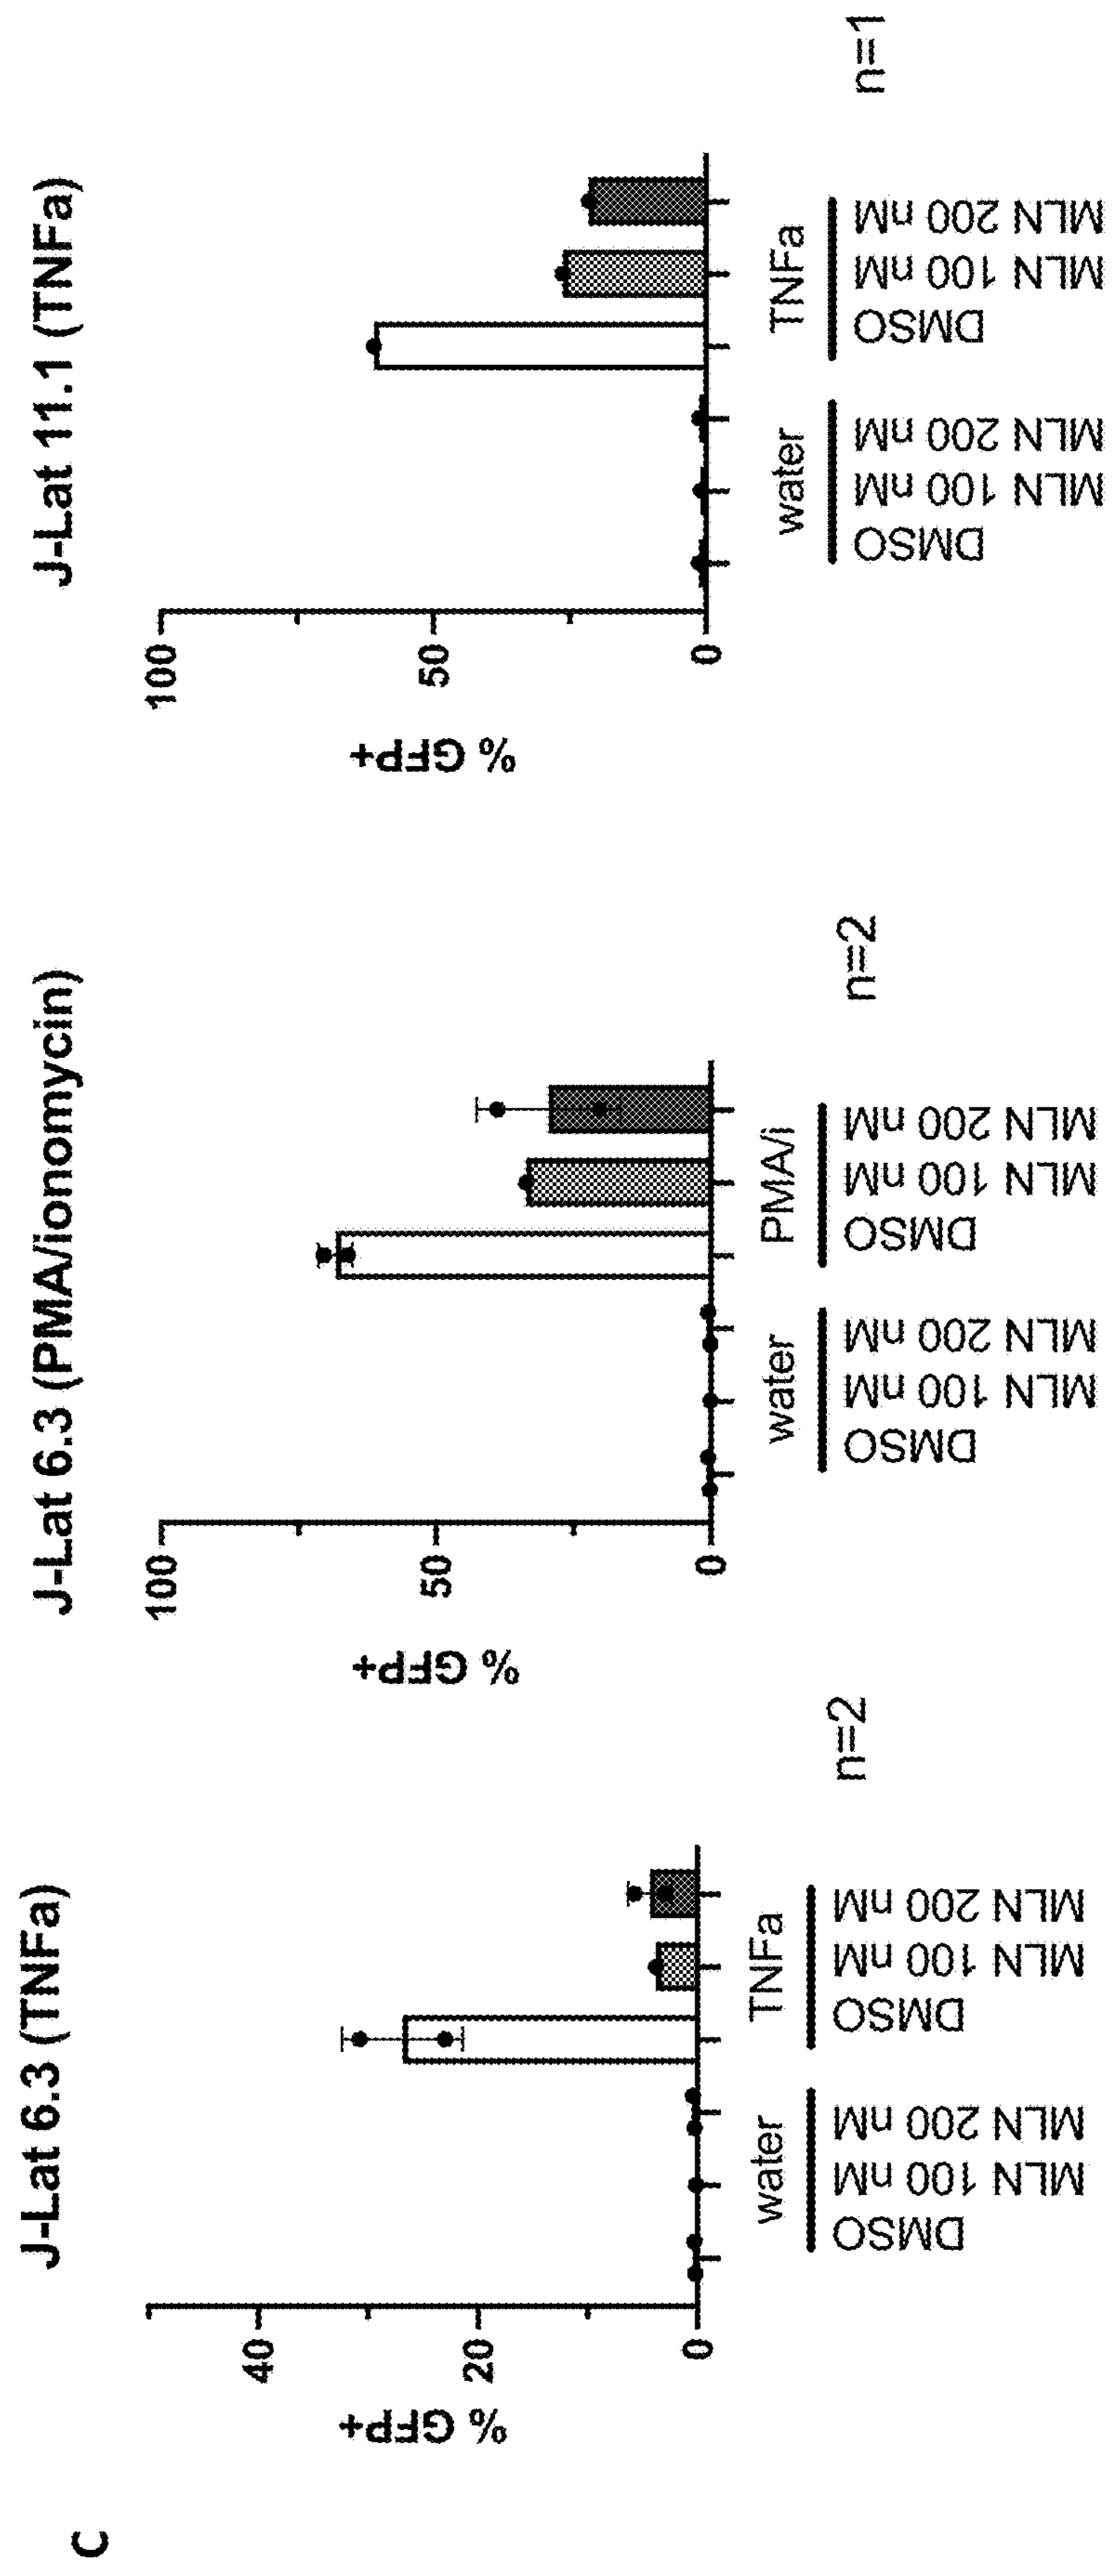 C
J-Lat 6.3 (TNFa)
% GFP+
40
20
0
water
TNFa
DMSO
MLN 100 nM
MLN 200 nM
DMSO
MLN 100 nM
MLN 200 nM
n=2
J-Lat 6.3 (PMA/ionomycin)
% GFP+
100
50
0
water
PMA/i
DMSO
MLN 100 nM
MLN 200 nM
DMSO
MLN 100 nM
MLN 200 nM
n=2
J-Lat 11.1 (TNFa)
% GFP+
100
50
0
water
TNFa
DMSO
MLN 100 nM
MLN 200 nM
DMSO
MLN 100 nM
MLN 200 nM
n=1